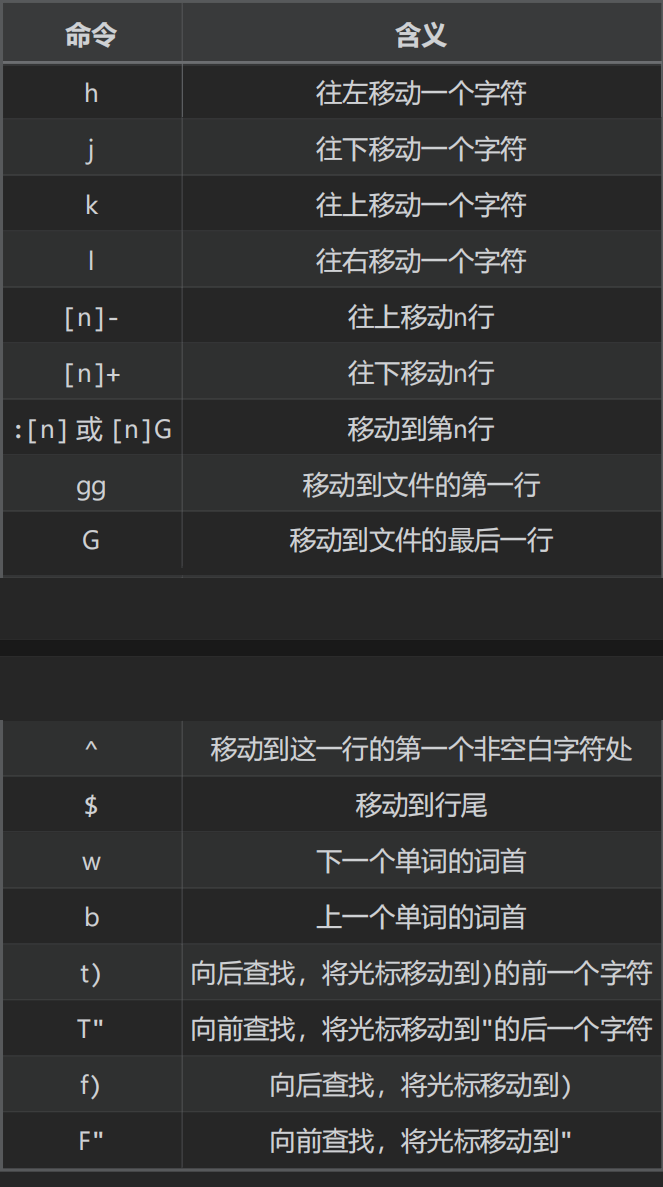 命令 含义
h 往左移动一个字符
j 往下移动一个字符
k 往上移动一个字符
l 往右移动一个字符
[n]- 往上移动n行
[n]+ 往下移动n行
:[n] 或 [n]G 移动到第n行
gg 移动到文件的第一行
G 移动到文件的最后一行
^ 移动到这一行的第一个非空白字符处
$ 移动到行尾
w 下一个单词的词首
b 上一个单词的词首
t) 向后查找，将光标移动到)的前一个字符
T" 向前查找，将光标移动到"的后一个字符
f) 向后查找，将光标移动到)
F" 向前查找，将光标移动到"